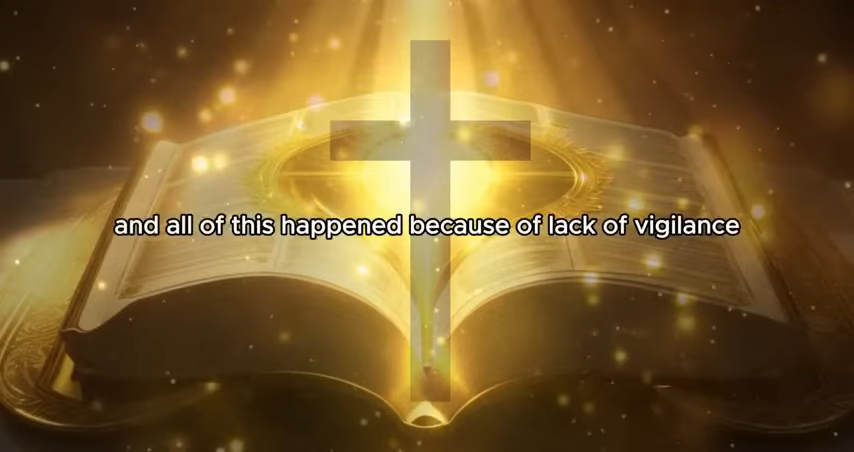 and all of this happened because of lack of vigilance